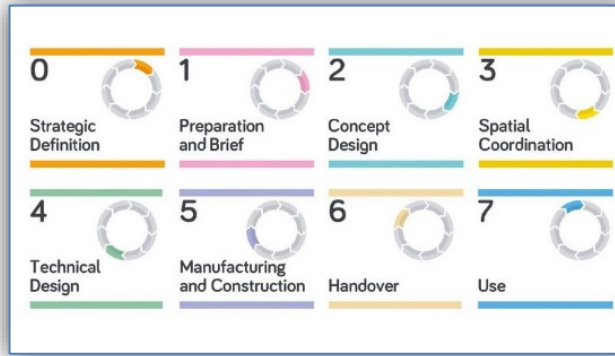 0
Strategic
Definition
1
Preparation
and Brief
2
Concept
Design
3
Spatial
Coordination
4
Technical
Design
5
Manufacturing
and Construction
6
Handover
7
Use